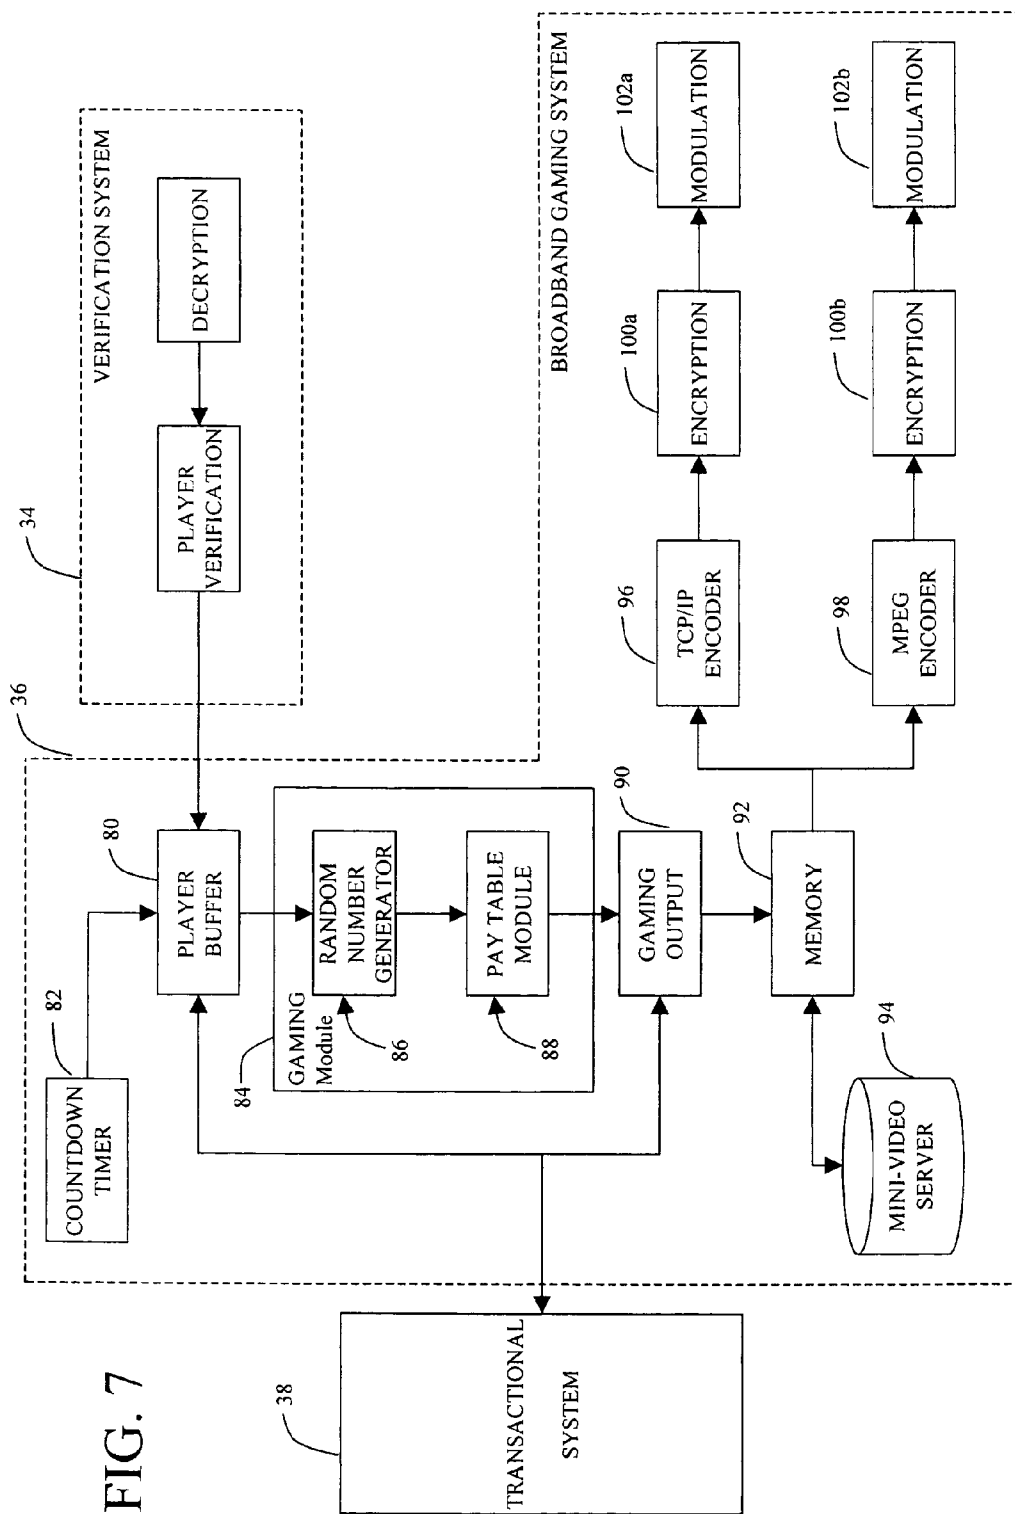 FIG. 7
38
TRANSACTIONAL
SYSTEM
36
34
VERIFICATION SYSTEM
DECRYPTION
PLAYER
VERIFICATION
COUNTDOWN
TIMER
82
PLAYER
BUFFER
80
84
GAMING
Module
RANDOM
NUMBER
GENERATOR
86
PAY TABLE
MODULE
88
GAMING
OUTPUT
90
MEMORY
92
MINI-VIDEO
SERVER
94
BROADBAND GAMING SYSTEM
TCP/IP
ENCODER
96
ENCRYPTION
100a
MODULATION
102a
MPEG
ENCODER
98
ENCRYPTION
100b
MODULATION
102b